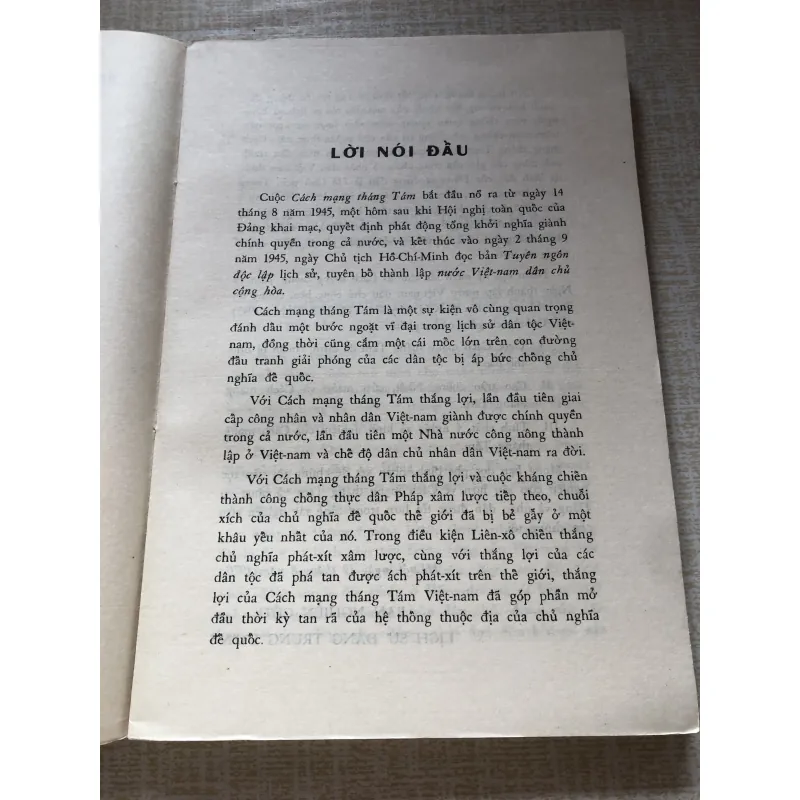 LỜI NÓI ĐẦU
Cuộc Cách mạng tháng Tám bắt đầu nổ ra từ ngày 14
tháng 8 năm 1945, một hôm sau khi Hội nghị toàn quốc của
Đảng khai mạc, quyết định phát động tổng khởi nghĩa giành
chính quyền trong cả nước, và kết thúc vào ngày 2 tháng 9
năm 1945, ngày Chủ tịch Hồ-Chí-Minh đọc bản Tuyên ngôn
độc lập lịch sử, tuyên bố thành lập nước Việt-nam dân chủ
cộng hòa.
Cách mạng tháng Tám là một sự kiện vô cùng quan trọng
đánh dấu một bước ngoặt vĩ đại trong lịch sử dân tộc Việt-
nam, đồng thời cũng cắm một cái mốc lớn trên con đường
đấu tranh giải phóng của các dân tộc bị áp bức chống chủ
nghĩa đế quốc.
Với Cách mạng tháng Tám thắng lợi, lần đầu tiên giai
cấp công nhân và nhân dân Việt-nam giành được chính quyền
trong cả nước, lần đầu tiên một Nhà nước công nông thành
lập ở Việt-nam và chế độ dân chủ nhân dân Việt-nam ra đời.
Với Cách mạng tháng Tám thắng lợi và cuộc kháng chiến
thành công chống thực dân Pháp xâm lược tiếp theo, chuỗi
xích của chủ nghĩa đế quốc thế giới đã bị bẻ gẫy ở một
khâu yếu nhất của nó. Trong điều kiện Liên-xô chiến thắng
chủ nghĩa phát-xít xâm lược, cùng với thắng lợi của các
dân tộc đã phá tan được ách phát-xít trên thế giới, thắng
lợi của Cách mạng tháng Tám Việt-nam đã góp phần mở
đầu thời kỳ tan rã của hệ thống thuộc địa của chủ nghĩa
đế quốc.